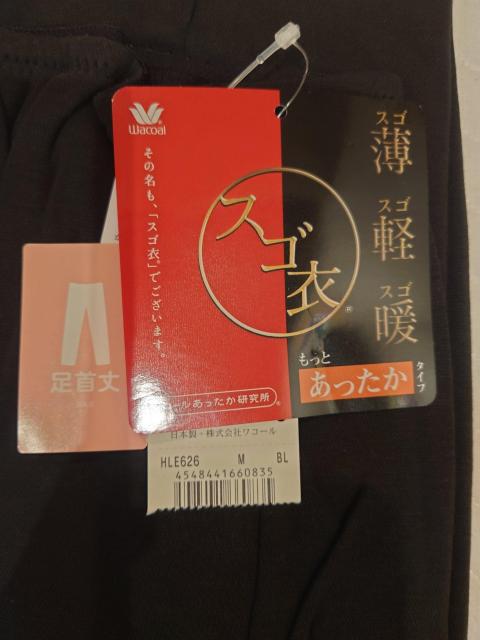 Wacoal
その名も、「スゴ衣」でございます。
スゴ衣
®
スゴ
薄
スゴ
軽
スゴ
暖
もっと
あったか
タイプ
足首丈
ールあったか研究所
日本製・株式会社ワコール
HLE626 M BL
4548441660835